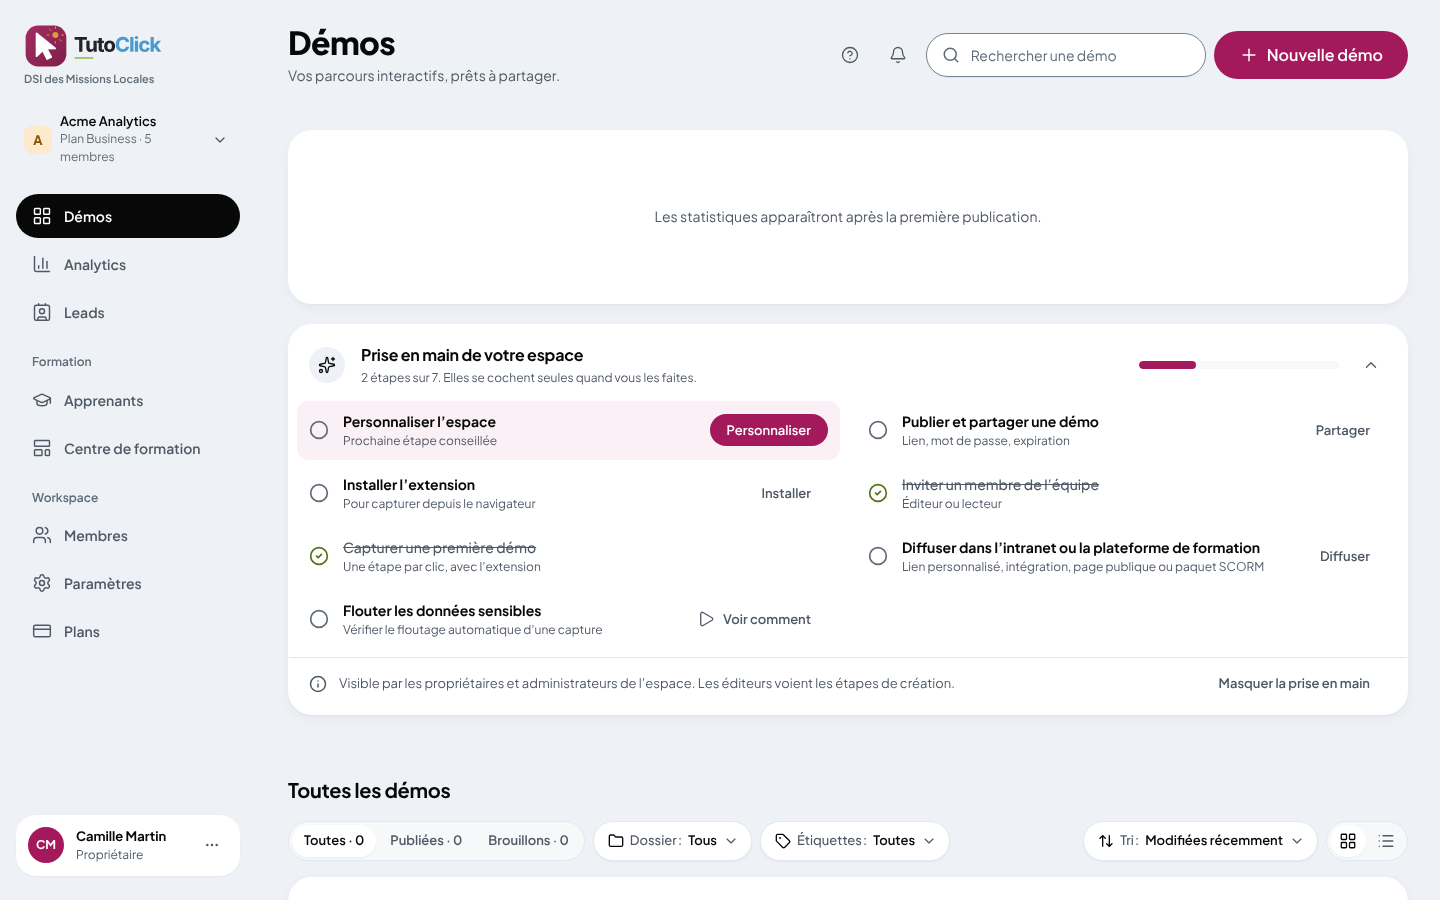 TutoClick
DSI des Missions Locales
A
Acme Analytics
Plan Business · 5
membres
Démos
Analytics
Leads
Formation
Apprenants
Centre de formation
Workspace
Membres
Paramètres
Plans
CM
Camille Martin
Propriétaire
Démos
Vos parcours interactifs, prêts à partager.
Rechercher une démo
Nouvelle démo
Les statistiques apparaîtront après la première publication.
Prise en main de votre espace
2 étapes sur 7. Elles se cochent seules quand vous les faites.
Personnaliser l’espace
Prochaine étape conseillée
Personnaliser
Installer l’extension
Pour capturer depuis le navigateur
Installer
Capturer une première démo
Une étape par clic, avec l’extension
Flouter les données sensibles
Vérifier le floutage automatique d’une capture
Voir comment
Publier et partager une démo
Lien, mot de passe, expiration
Partager
Inviter un membre de l’équipe
Éditeur ou lecteur
Diffuser dans l’intranet ou la plateforme de formation
Lien personnalisé, intégration, page publique ou paquet SCORM
Diffuser
Visible par les propriétaires et administrateurs de l’espace. Les éditeurs voient les étapes de création.
Masquer la prise en main
Toutes les démos
Toutes · 0
Publiées · 0
Brouillons · 0
Dossier : Tous
Étiquettes : Toutes
Tri : Modifiées récemment